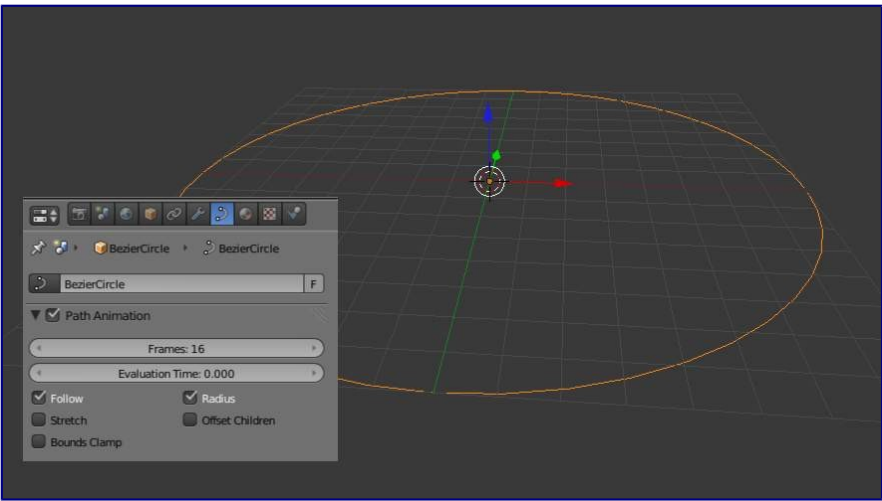 BezierCircle BezierCircle
BezierCircle F
Path Animation
Frames: 16
Evaluation Time: 0.000
Follow Radius
Stretch Offset Children
Bounds Clamp